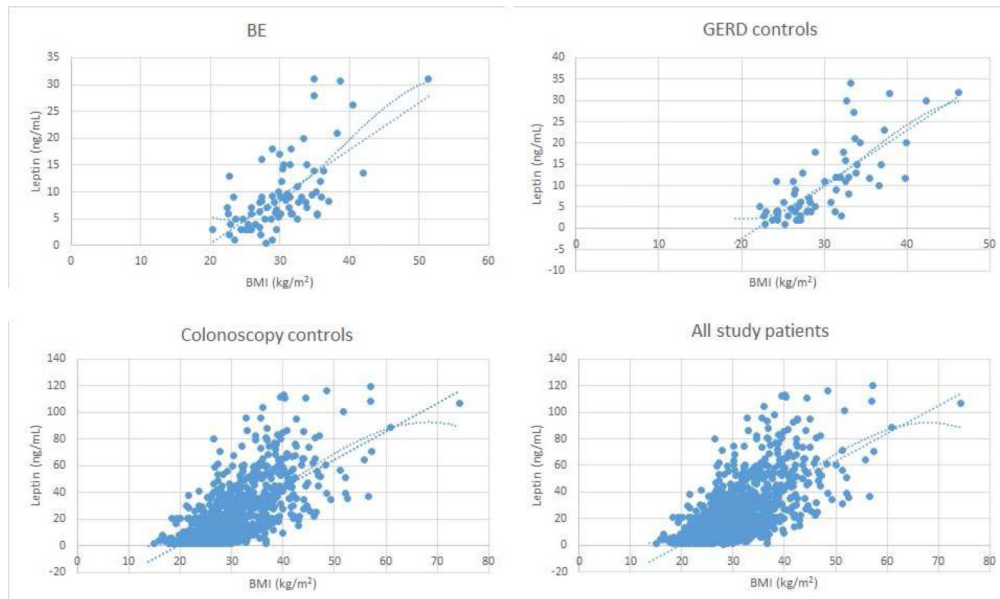 BE
35
30
25
20
15
10
5
0
Leptin (ng/mL)
0 10 20 30 40 50 60
BMI (kg/m²)
GERD controls
40
35
30
25
20
15
10
5
0
-5
-10
Leptin (ng/mL)
0 10 20 30 40 50
BMI (kg/m²)
Colonoscopy controls
140
120
100
80
60
40
20
0
-20
Leptin (ng/mL)
0 10 20 30 40 50 60 70 80
BMI (kg/m²)
All study patients
140
120
100
80
60
40
20
0
-20
Leptin (ng/mL)
0 10 20 30 40 50 60 70 80
BMI (kg/m²)